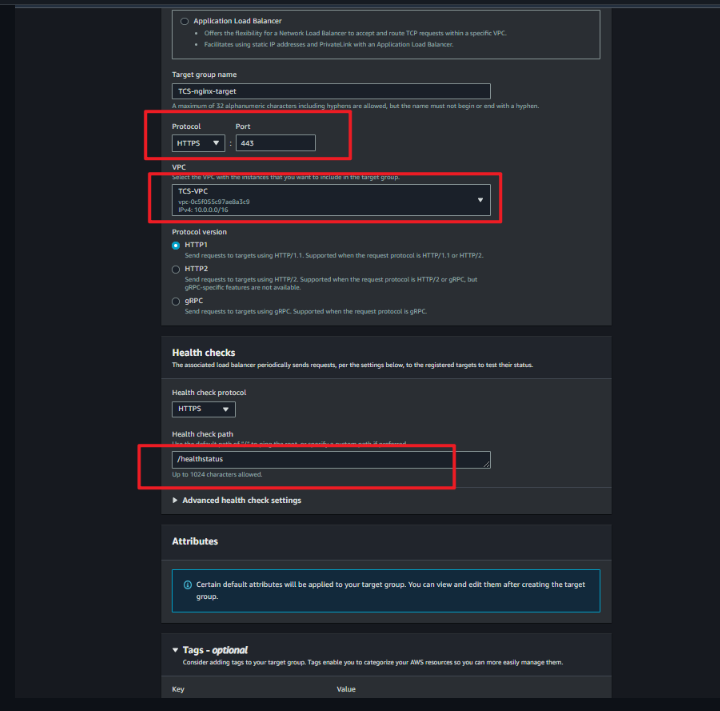 Application Load Balancer
• Offers the flexibility for a Network Load Balancer to accept and route TCP requests within a specific VPC.
• Facilitates using static IP addresses and PrivateLink with an Application Load Balancer.
Target group name
TCS-nginx-target
A maximum of 32 alphanumeric characters including hyphens are allowed, but the name must not begin or end with a hyphen.
Protocol Port
HTTPS : 443
VPC
Select the VPC with the instances that you want to include in the target group.
TCS-VPC
vpc-0c5f055c97ae8a3c9
IPv4: 10.0.0.0/16
Protocol version
HTTP1
Send requests to targets using HTTP/1.1. Supported when the request protocol is HTTP/1.1 or HTTP/2.
HTTP2
Send requests to targets using HTTP/2. Supported when the request protocol is HTTP/2 or gRPC, but
gRPC-specific features are not available.
gRPC
Send requests to targets using gRPC. Supported when the request protocol is gRPC.
Health checks
The associated load balancer periodically sends requests, per the settings below, to the registered targets to test their status.
Health check protocol
HTTPS
Health check path
Use the default path of "/" to ping the root, or specify a custom path if preferred.
/healthstatus
Up to 1024 characters allowed.
Advanced health check settings
Attributes
Certain default attributes will be applied to your target group. You can view and edit them after creating the target
group.
Tags - optional
Consider adding tags to your target group. Tags enable you to categorize your AWS resources so you can more easily manage them.
Key Value